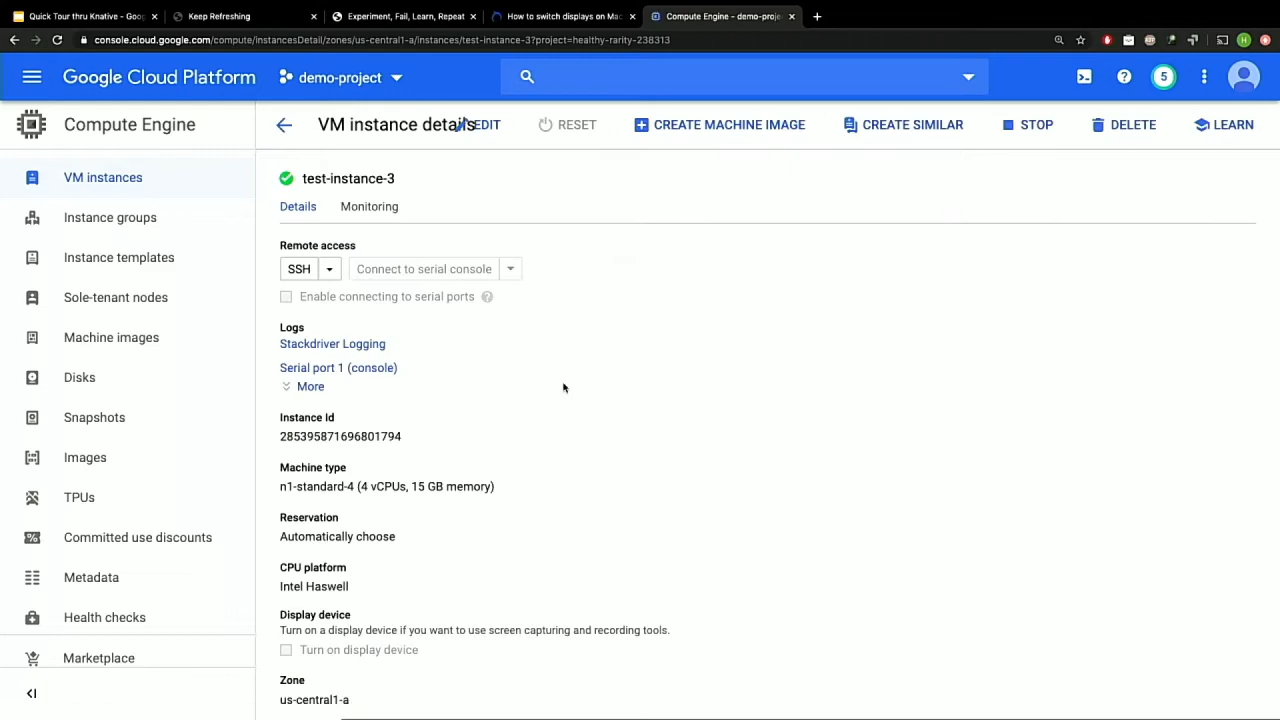 Quick Tour thru Knative - Goo
Keep Refreshing
Experiment, Fail, Learn, Repeat
How to switch displays on Mac
Compute Engine - demo-proje
console.cloud.google.com/compute/instancesDetail/zones/us-central1-a/instances/test-instance-3?project=healthy-rarity-238313
H
Google Cloud Platform
demo-project
5
Compute Engine
VM instance details
EDIT
RESET
CREATE MACHINE IMAGE
CREATE SIMILAR
STOP
DELETE
LEARN
VM instances
Instance groups
Instance templates
Sole-tenant nodes
Machine images
Disks
Snapshots
Images
TPUs
Committed use discounts
Metadata
Health checks
Marketplace
test-instance-3
Details
Monitoring
Remote access
SSH
Connect to serial console
Enable connecting to serial ports
Logs
Stackdriver Logging
Serial port 1 (console)
More
Instance Id
285395871696801794
Machine type
n1-standard-4 (4 vCPUs, 15 GB memory)
Reservation
Automatically choose
CPU platform
Intel Haswell
Display device
Turn on a display device if you want to use screen capturing and recording tools.
Turn on display device
Zone
us-central1-a